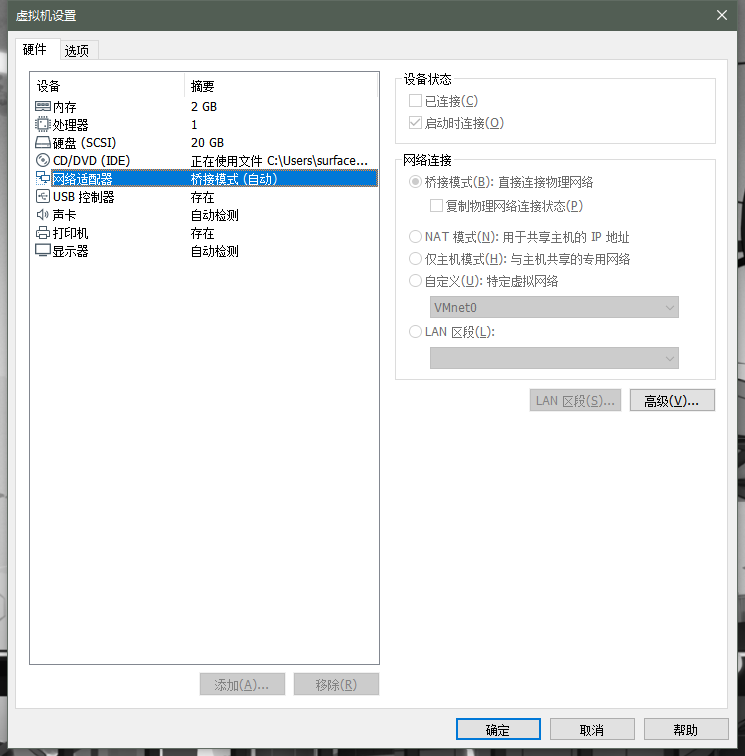 虚拟机设置
硬件 选项
设备 摘要
内存 2 GB
处理器 1
硬盘 (SCSI) 20 GB
CD/DVD (IDE) 正在使用文件 C:\Users\surface...
网络适配器 桥接模式 (自动)
USB 控制器 存在
声卡 自动检测
打印机 存在
显示器 自动检测
添加(A)... 移除(R)
设备状态
已连接(C)
启动时连接(O)
网络连接
桥接模式(B): 直接连接物理网络
复制物理网络连接状态(P)
NAT 模式(N): 用于共享主机的 IP 地址
仅主机模式(H): 与主机共享的专用网络
自定义(U): 特定虚拟网络
VMnet0
LAN 区段(L):
LAN 区段(S)... 高级(V)...
确定 取消 帮助